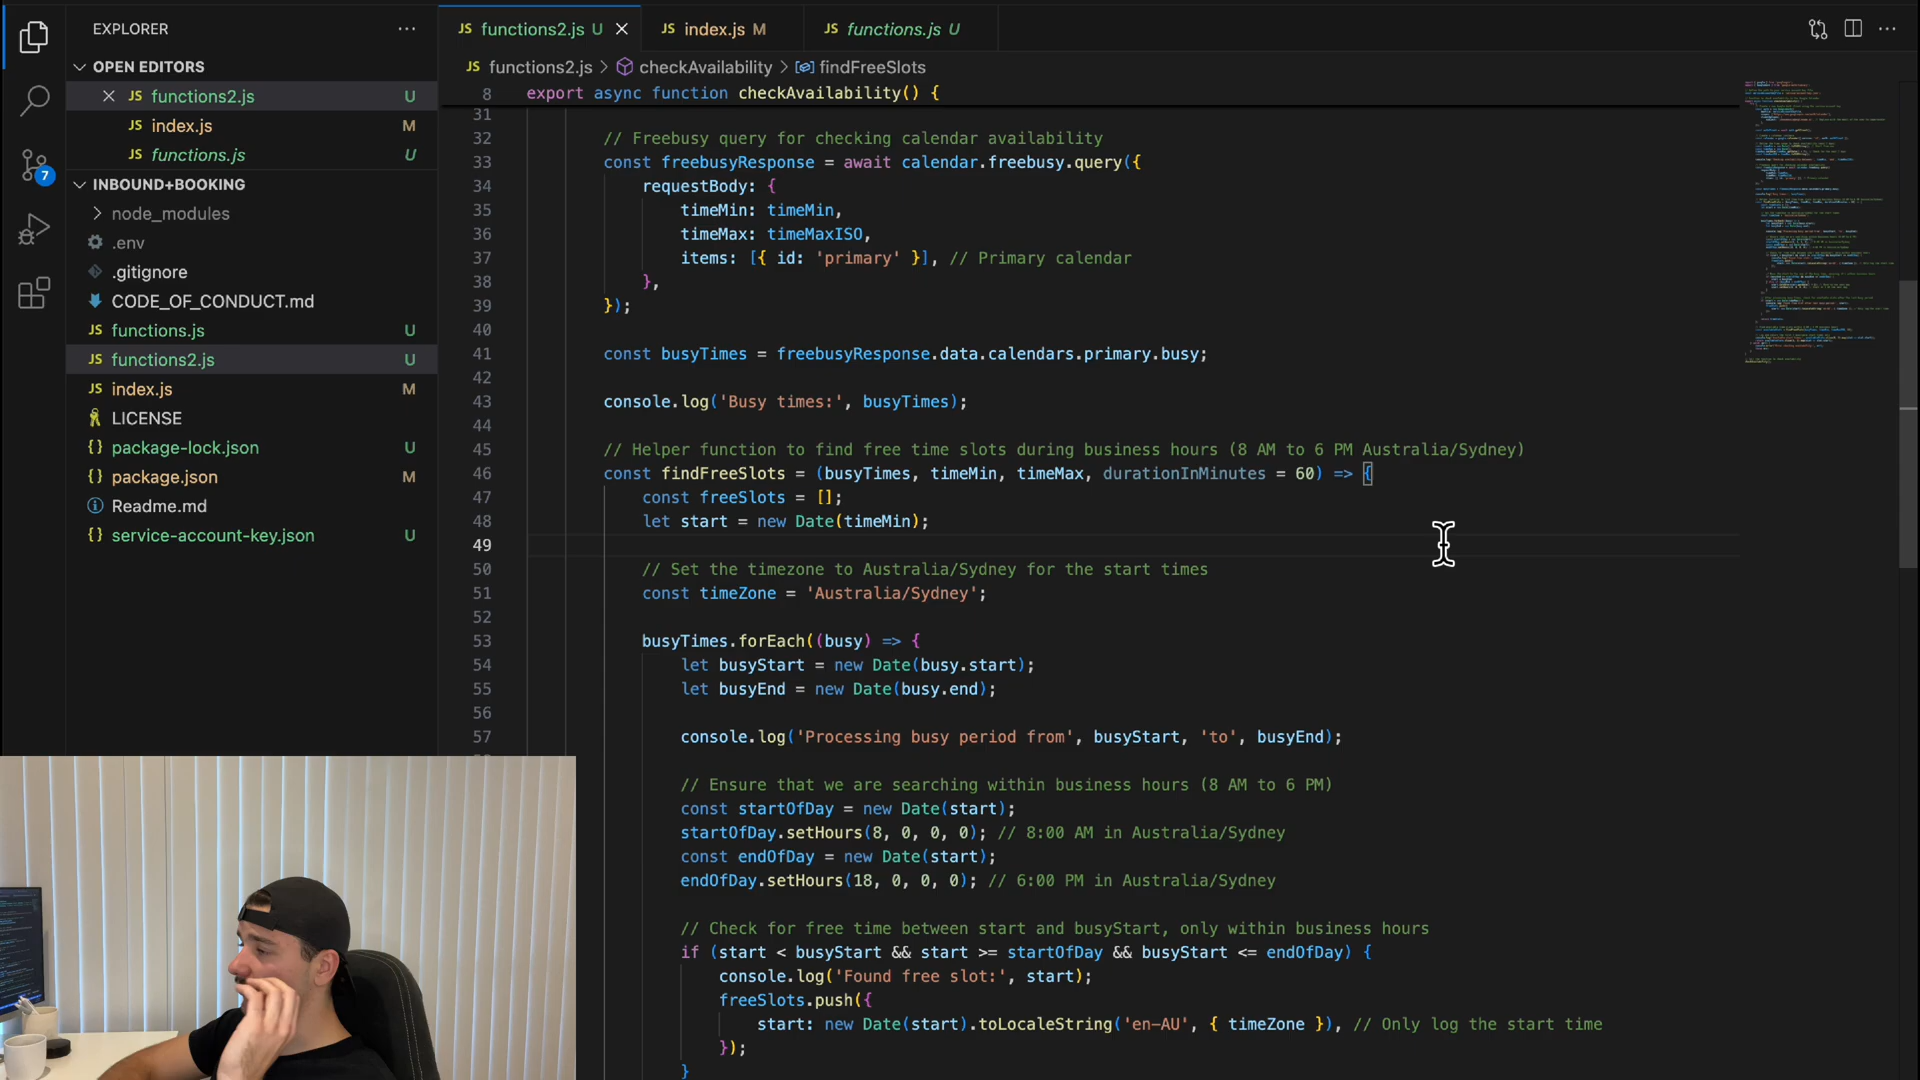 EXPLORER
OPEN EDITORS
JS functions2.js U
JS index.js M
JS functions.js U
INBOUND+BOOKING
node_modules
.env
.gitignore
CODE_OF_CONDUCT.md
JS functions.js U
JS functions2.js U
JS index.js M
LICENSE
{} package-lock.json U
{} package.json M
Readme.md
{} service-account-key.json U
7
JS functions2.js U
JS index.js M
JS functions.js U
JS functions2.js > checkAvailability > findFreeSlots
8 export async function checkAvailability() {
31
32 // Freebusy query for checking calendar availability
33 const freebusyResponse = await calendar.freebusy.query({
34 requestBody: {
35 timeMin: timeMin,
36 timeMax: timeMaxISO,
37 items: [{ id: 'primary' }], // Primary calendar
38 },
39 });
40
41 const busyTimes = freebusyResponse.data.calendars.primary.busy;
42
43 console.log('Busy times:', busyTimes);
44
45 // Helper function to find free time slots during business hours (8 AM to 6 PM Australia/Sydney)
46 const findFreeSlots = (busyTimes, timeMin, timeMax, durationInMinutes = 60) => {
47 const freeSlots = [];
48 let start = new Date(timeMin);
49
50 // Set the timezone to Australia/Sydney for the start times
51 const timeZone = 'Australia/Sydney';
52
53 busyTimes.forEach((busy) => {
54 let busyStart = new Date(busy.start);
55 let busyEnd = new Date(busy.end);
56
57 console.log('Processing busy period from', busyStart, 'to', busyEnd);
// Ensure that we are searching within business hours (8 AM to 6 PM)
const startOfDay = new Date(start);
startOfDay.setHours(8, 0, 0, 0); // 8:00 AM in Australia/Sydney
const endOfDay = new Date(start);
endOfDay.setHours(18, 0, 0, 0); // 6:00 PM in Australia/Sydney
// Check for free time between start and busyStart, only within business hours
if (start < busyStart && start >= startOfDay && busyStart <= endOfDay) {
console.log('Found free slot:', start);
freeSlots.push({
start: new Date(start).toLocaleString('en-AU', { timeZone }), // Only log the start time
});
}